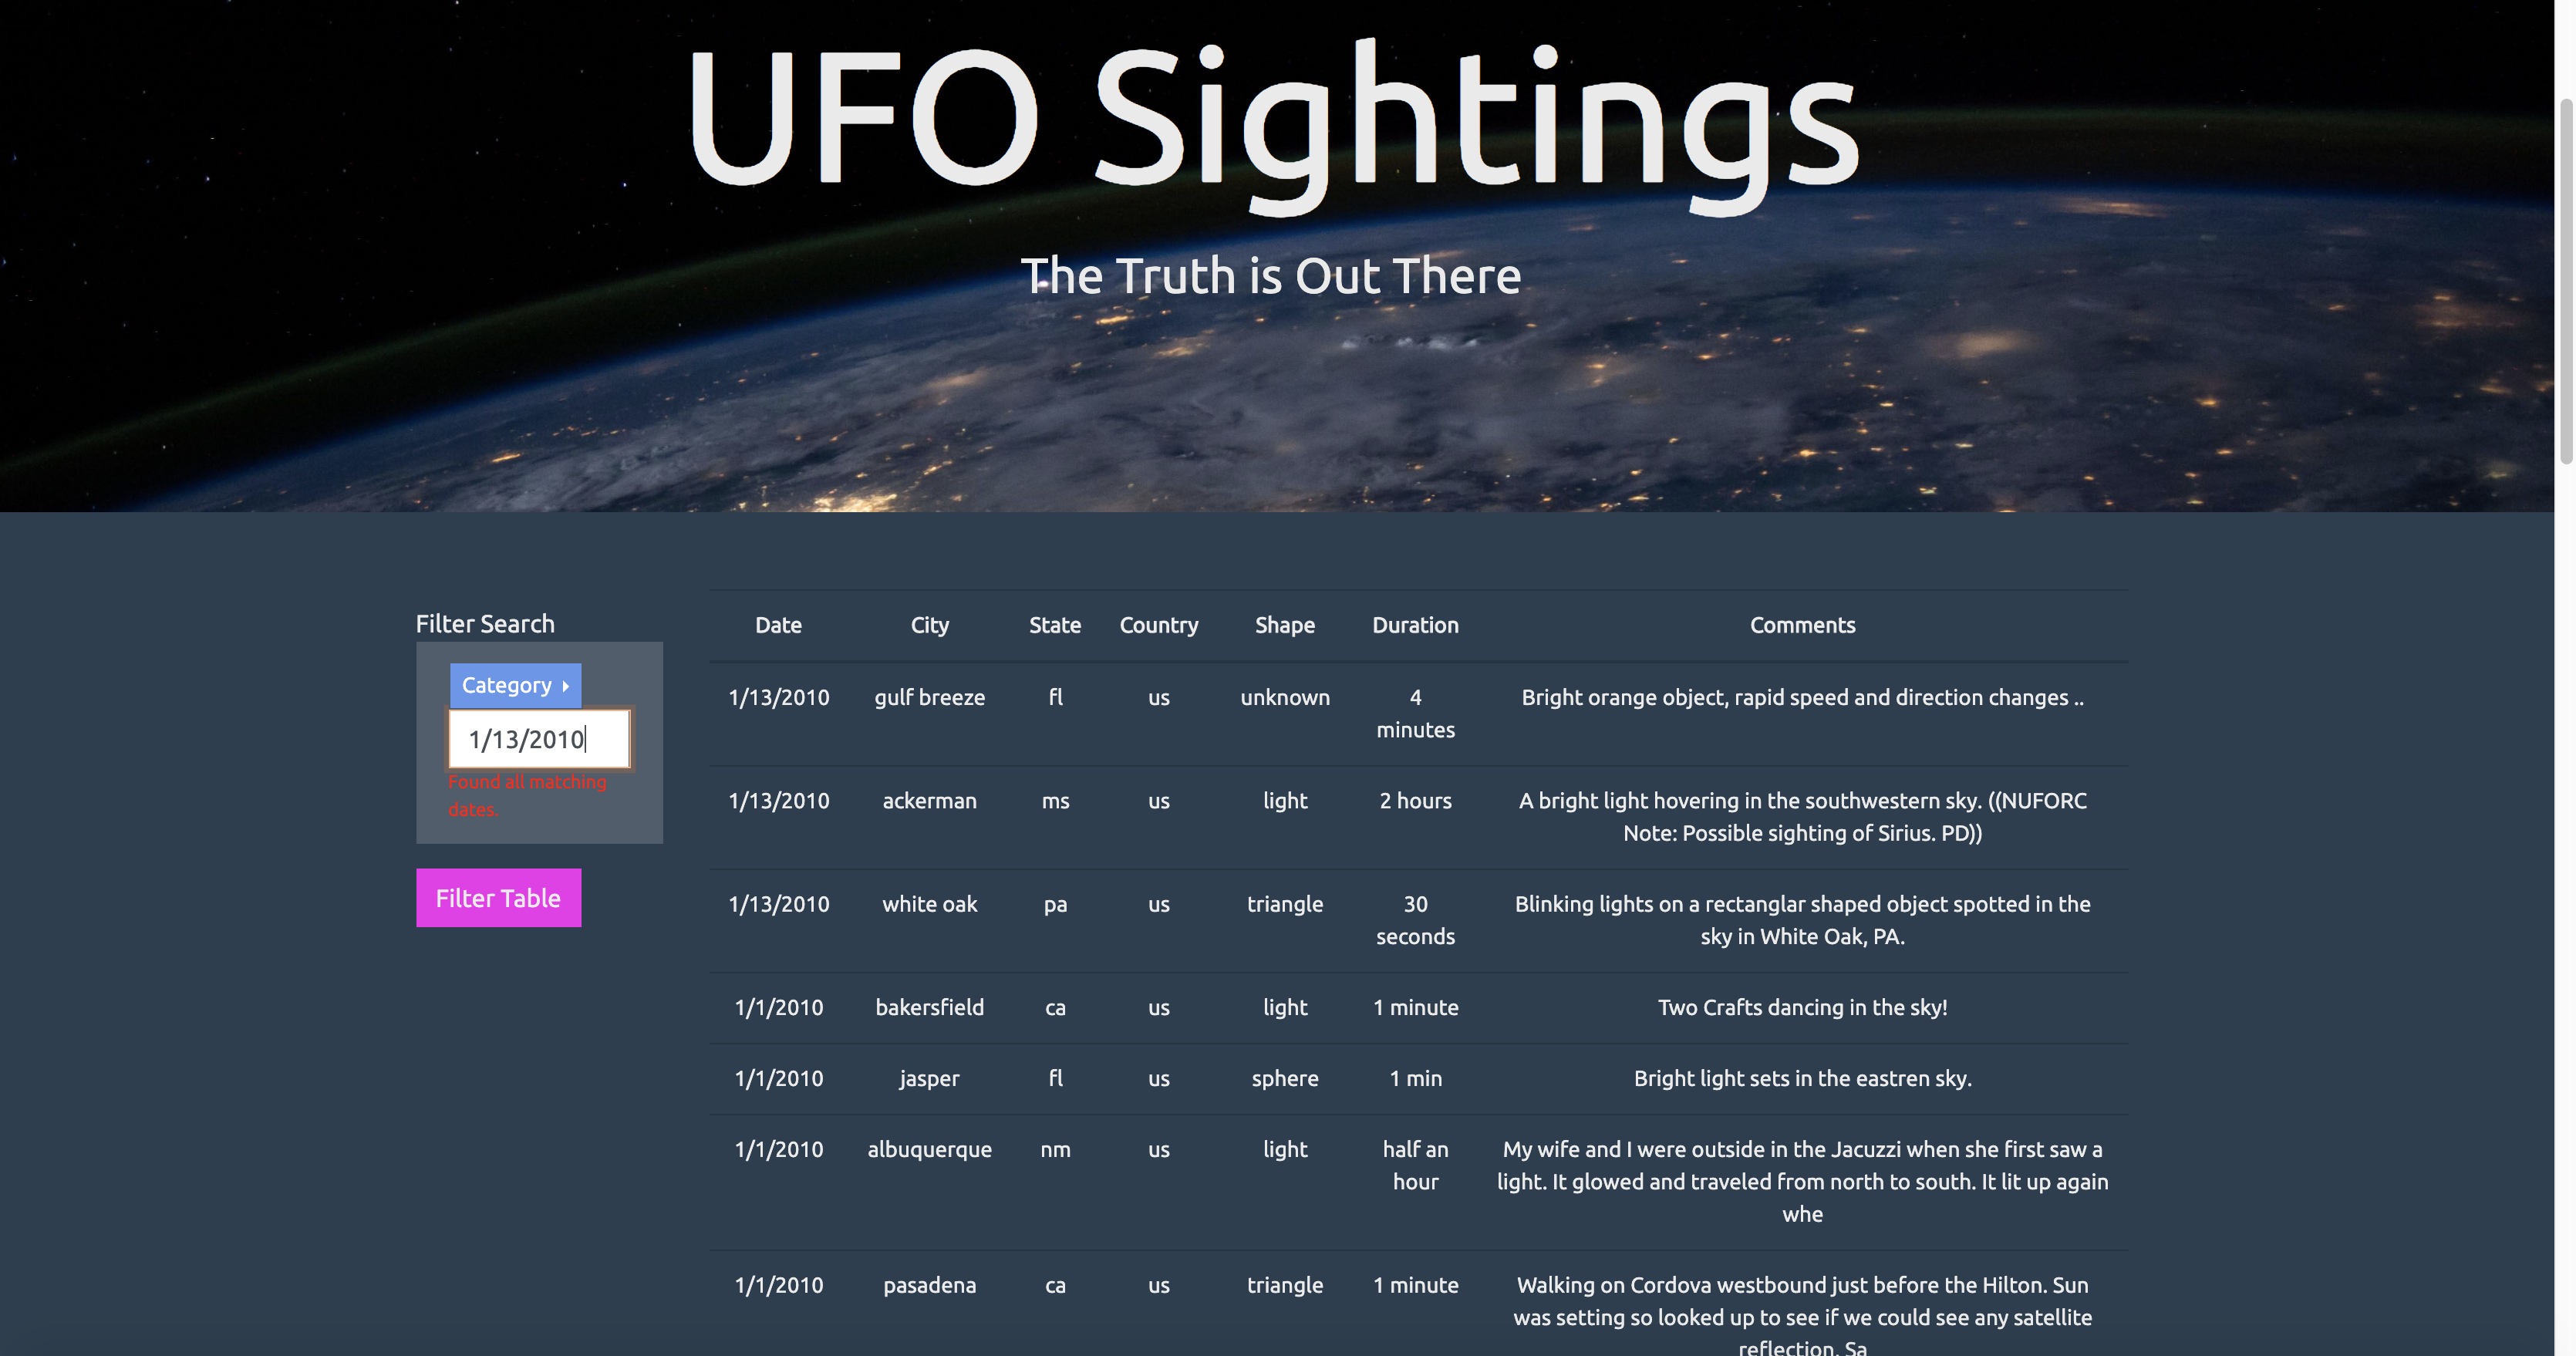 UFO Sightings
The Truth is Out There
Filter Search
Category
1/13/2010
Found all matching
dates.
Filter Table
Date City State Country Shape Duration Comments
1/13/2010 gulf breeze fl us unknown 4 minutes Bright orange object, rapid speed and direction changes ..
1/13/2010 ackerman ms us light 2 hours A bright light hovering in the southwestern sky. ((NUFORC
Note: Possible sighting of Sirius. PD))
1/13/2010 white oak pa us triangle 30 seconds Blinking lights on a rectanglar shaped object spotted in the
sky in White Oak, PA.
1/1/2010 bakersfield ca us light 1 minute Two Crafts dancing in the sky!
1/1/2010 jasper fl us sphere 1 min Bright light sets in the eastren sky.
1/1/2010 albuquerque nm us light half an hour My wife and I were outside in the Jacuzzi when she first saw a
light. It glowed and traveled from north to south. It lit up again
whe
1/1/2010 pasadena ca us triangle 1 minute Walking on Cordova westbound just before the Hilton. Sun
was setting so looked up to see if we could see any satellite
reflection. Sa